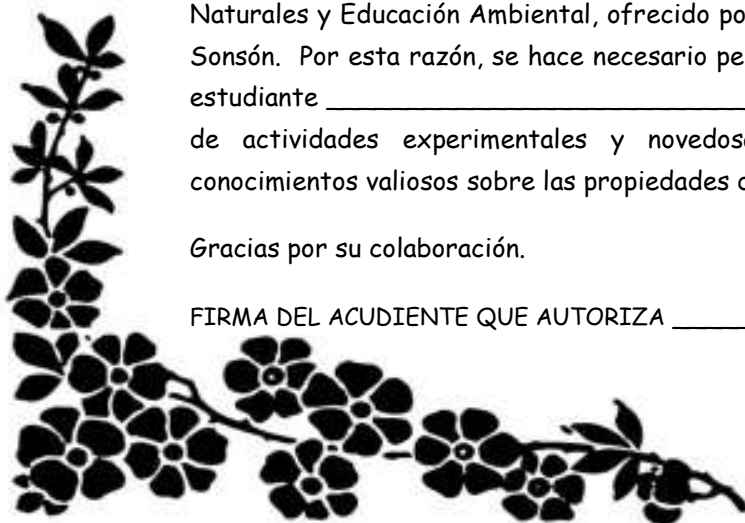 Naturales y Educación Ambiental, ofrecido po
Sonsón. Por esta razón, se hace necesario pe
estudiante ___________________________
de actividades experimentales y novedos
conocimientos valiosos sobre las propiedades
Gracias por su colaboración.
FIRMA DEL ACUDIENTE QUE AUTORIZA _____